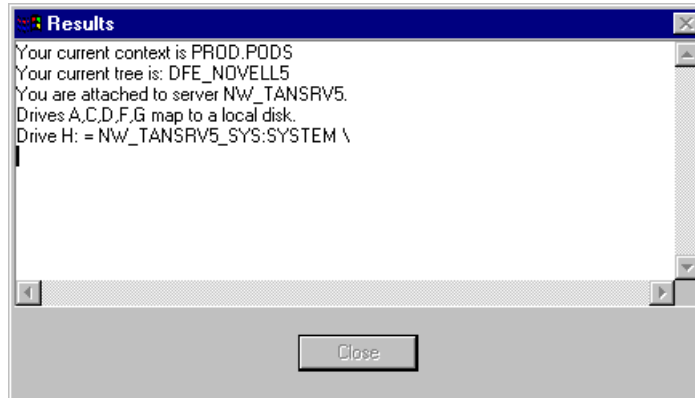 Results
Your current context is PROD.PODS
Your current tree is: DFE_NOVELL5
You are attached to server NW_TANSRV5.
Drives A,C,D,F,G map to a local disk.
Drive H: = NW_TANSRV5_SYS:SYSTEM \
Close